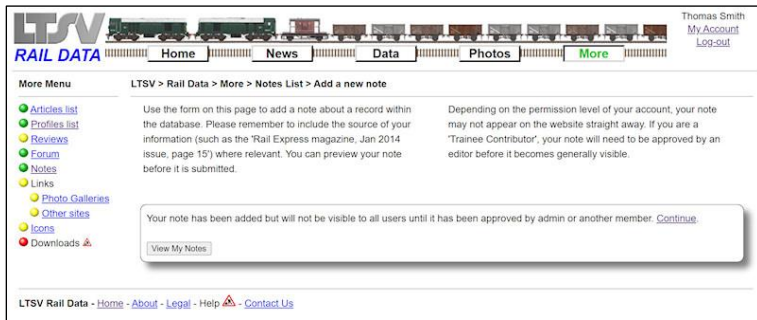 LTSV
RAIL DATA
Home
News
Data
Photos
More
Thomas Smith
My Account
Log-out
More Menu
Articles list
Profiles list
Reviews
Forum
Notes
Links
Photo Galleries
Other sites
Icons
Downloads
LTSV > Rail Data > More > Notes List > Add a new note
Use the form on this page to add a note about a record within
the database. Please remember to include the source of your
information (such as the 'Rail Express magazine, Jan 2014
issue, page 15') where relevant. You can preview your note
before it is submitted.
Depending on the permission level of your account, your note
may not appear on the website straight away. If you are a
'Trainee Contributor', your note will need to be approved by an
editor before it becomes generally visible.
Your note has been added but will not be visible to all users until it has been approved by admin or another member. Continue.
View My Notes
LTSV Rail Data - Home - About - Legal - Help - Contact Us